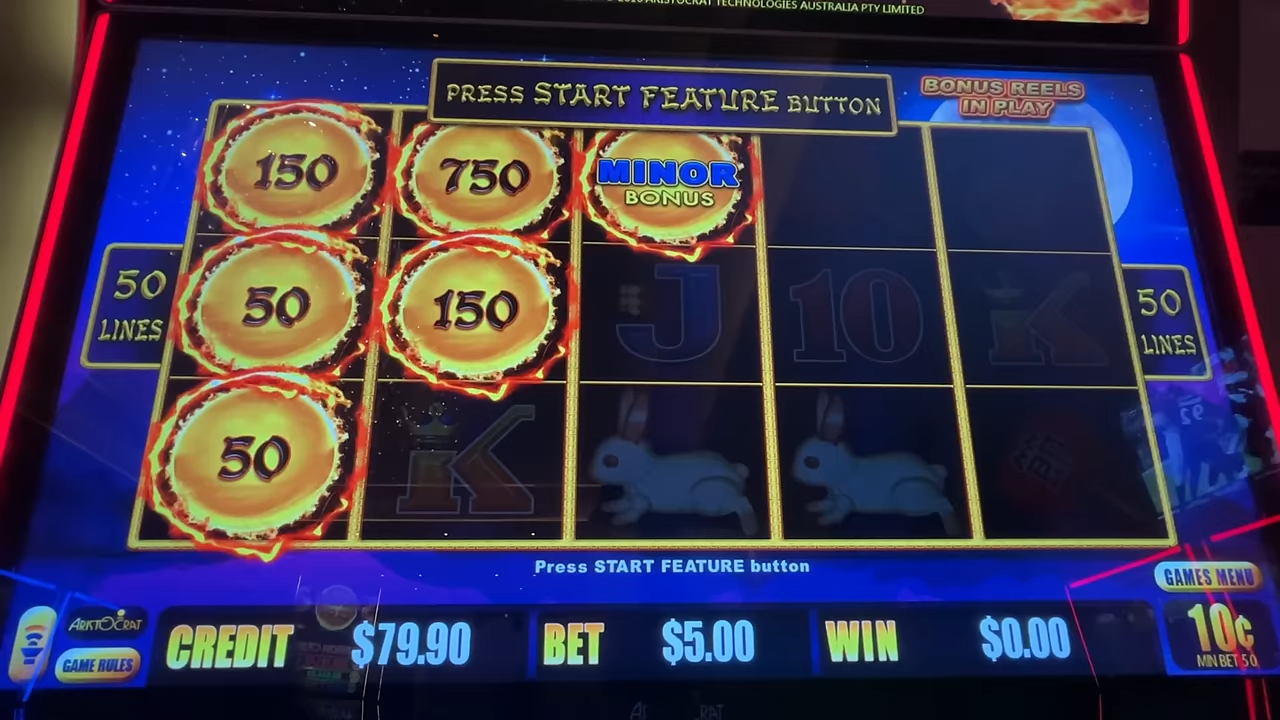 ARISTOCRAT TECHNOLOGIES AUSTRALIA PTY LIMITED
PRESS START FEATURE BUTTON
BONUS REELS
IN PLAY
150
750
MINOR
BONUS
50
LINES
50
150
J
10
K
50
LINES
50
K
Press START FEATURE button
GAMES MENU
ARISTOCRAT
GAME RULES
CREDIT $79.90
BET $5.00
WIN $0.00
10¢
MIN BET 50